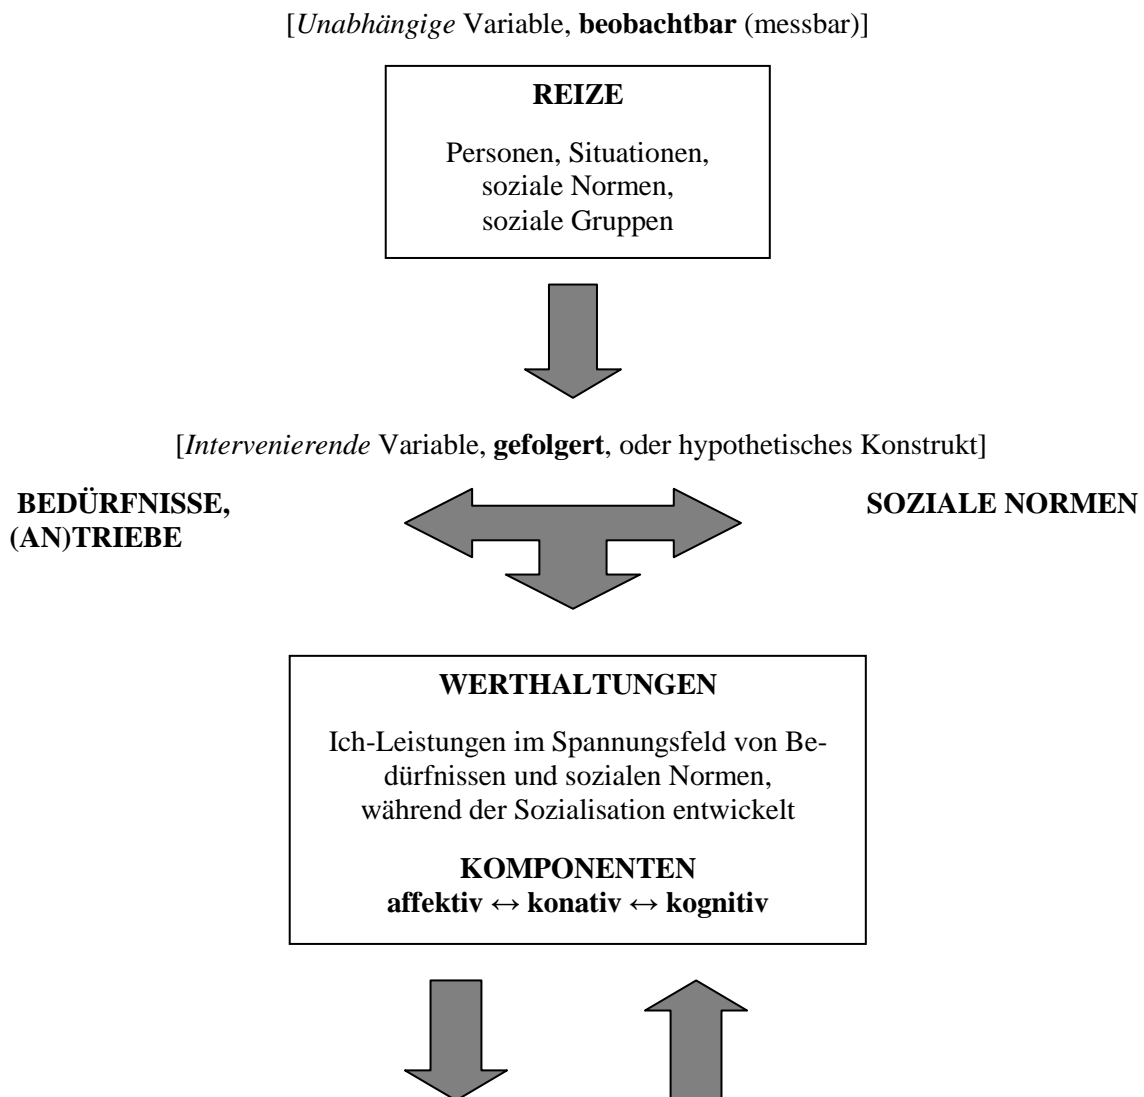 [Unabhängige Variable, beobachtbar (messbar)]
REIZE
Personen, Situationen,
soziale Normen,
soziale Gruppen
[Intervenierende Variable, gefolgert, oder hypothetisches Konstrukt]
BEDÜRFNISSE,
(AN)TRIEBE
SOZIALE NORMEN
WERTHALTUNGEN
Ich-Leistungen im Spannungsfeld von Be-
dürfnissen und sozialen Normen,
während der Sozialisation entwickelt
KOMPONENTEN
affektiv ↔ konativ ↔ kognitiv